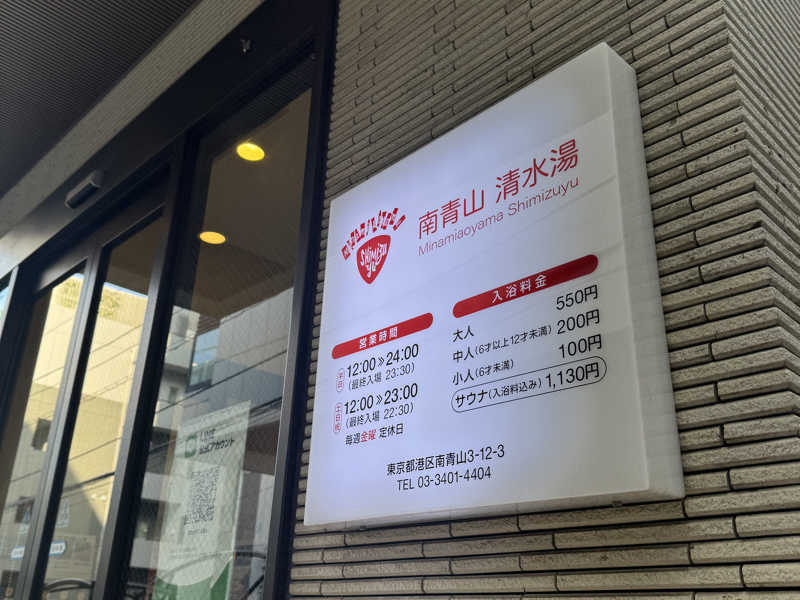 南青山 清水湯
Minamiaoyama Shimizuyu
SHIMIZU
YU
営業時間
平日 12:00 » 24:00
(最終入場 23:30)
土日祝 12:00 » 23:00
(最終入場 22:30)
毎週金曜 定休日
入浴料金
大人 550円
中人(6才以上12才未満) 200円
小人(6才未満) 100円
サウナ(入浴料込み) 1,130円
東京都港区南青山3-12-3
TEL 03-3401-4404
LINE
公式アカウント